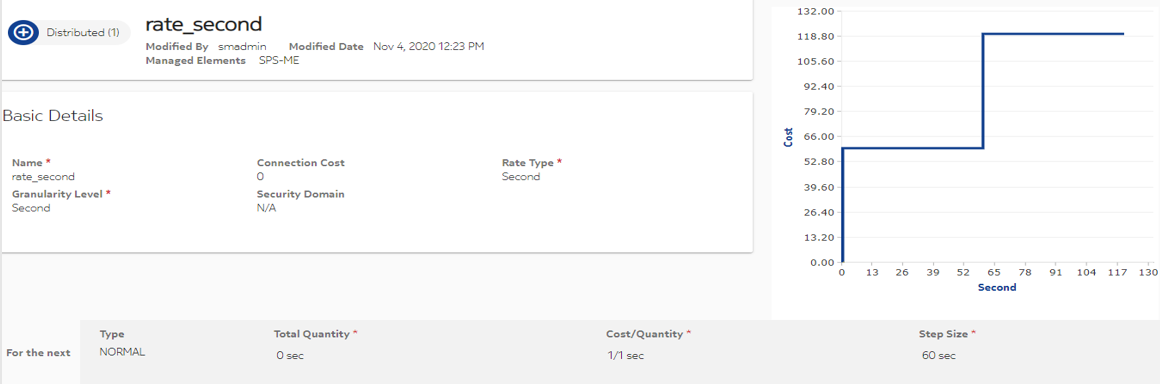 Distributed (1)
rate_second
Modified By smadmin Modified Date Nov 4, 2020 12:23 PM
Managed Elements SPS-ME
Basic Details
Name * Connection Cost Rate Type *
rate_second 0 Second
Granularity Level * Security Domain
Second N/A
132.00
118.80
105.60
92.40
79.20
66.00
52.80
39.60
26.40
13.20
0.00
Cost
0 13 26 39 52 65 78 91 104 117 130
Second
For the next
Type Total Quantity * Cost/Quantity * Step Size *
NORMAL 0 sec 1/1 sec 60 sec